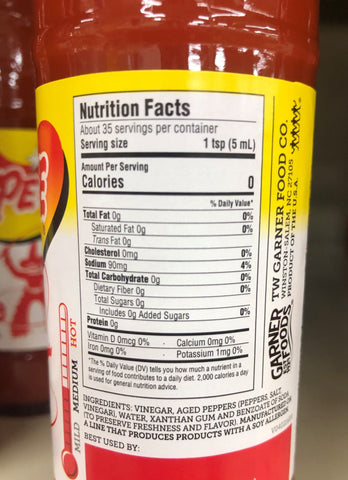 Nutrition Facts
About 35 servings per container
Serving size 1 tsp (5 mL)
Amount Per Serving
Calories 0
% Daily Value*
Total Fat 0g 0%
Saturated Fat 0g 0%
Trans Fat 0g
Cholesterol 0mg 0%
Sodium 90mg 4%
Total Carbohydrate 0g 0%
Dietary Fiber 0g 0%
Total Sugars 0g
Includes 0g Added Sugars 0%
Protein 0g
Vitamin D 0mcg 0% · Calcium 0mg 0%
Iron 0mg 0% · Potassium 1mg 0%
*The % Daily Value (DV) tells you how much a nutrient in a
serving of food contributes to a daily diet. 2,000 calories a day
is used for general nutrition advice.
INGREDIENTS: VINEGAR, AGED PEPPERS (PEPPERS, SALT,
VINEGAR), WATER, XANTHAN GUM AND BENZOATE OF SODA
(TO PRESERVE FRESHNESS AND FLAVOR). MANUFACTURED ON
A LINE THAT PRODUCES PRODUCTS WITH A SOY ALLERGEN.
BEST USED BY:
GARNER
FOODS
TW GARNER FOOD CO.
WINSTON-SALEM, NC 27105
PRODUCT OF THE U.S.A.
MILD MEDIUM HOT